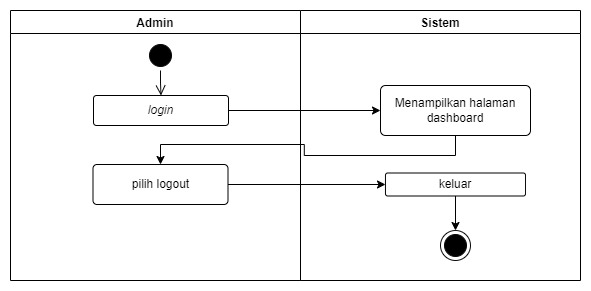 Admin
Sistem
login
Menampilkan halaman
dashboard
pilih logout
keluar